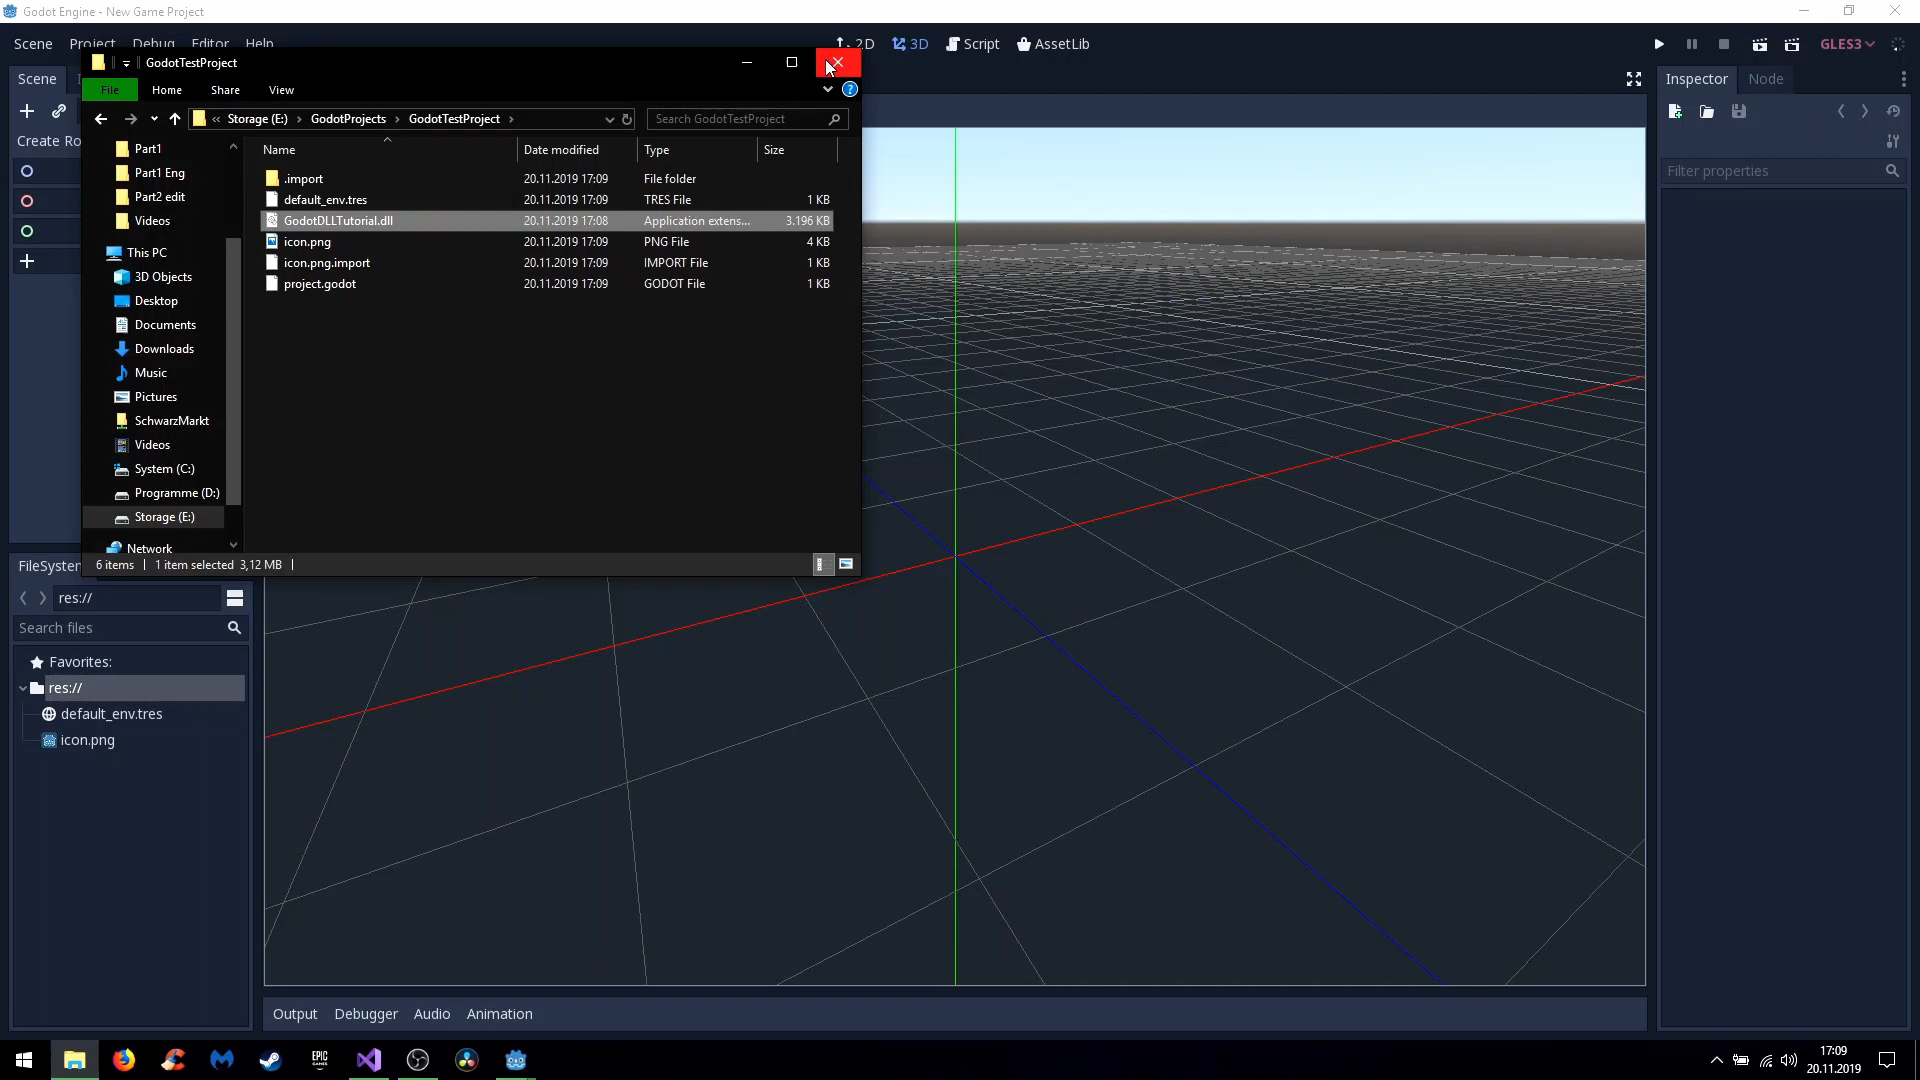 Godot Engine - New Game Project
Scene Project Debug Editor Help
2D 3D Script AssetLib
GLES3
Scene
Create Ro
GodotTestProject
File Home Share View
« Storage (E:) › GodotProjects › GodotTestProject ›
Search GodotTestProject
Part1
Part1 Eng
Part2 edit
Videos
This PC
3D Objects
Desktop
Documents
Downloads
Music
Pictures
SchwarzMarkt
Videos
System (C:)
Programme (D:)
Storage (E:)
Network
Name Date modified Type Size
.import 20.11.2019 17:09 File folder
default_env.tres 20.11.2019 17:09 TRES File 1 KB
GodotDLLTutorial.dll 20.11.2019 17:08 Application extens... 3.196 KB
icon.png 20.11.2019 17:09 PNG File 4 KB
icon.png.import 20.11.2019 17:09 IMPORT File 1 KB
project.godot 20.11.2019 17:09 GODOT File 1 KB
6 items 1 item selected 3,12 MB
FileSystem
res://
Search files
Favorites:
res://
default_env.tres
icon.png
Inspector Node
Filter properties
Output Debugger Audio Animation
EPIC
GAMES
17:09
20.11.2019